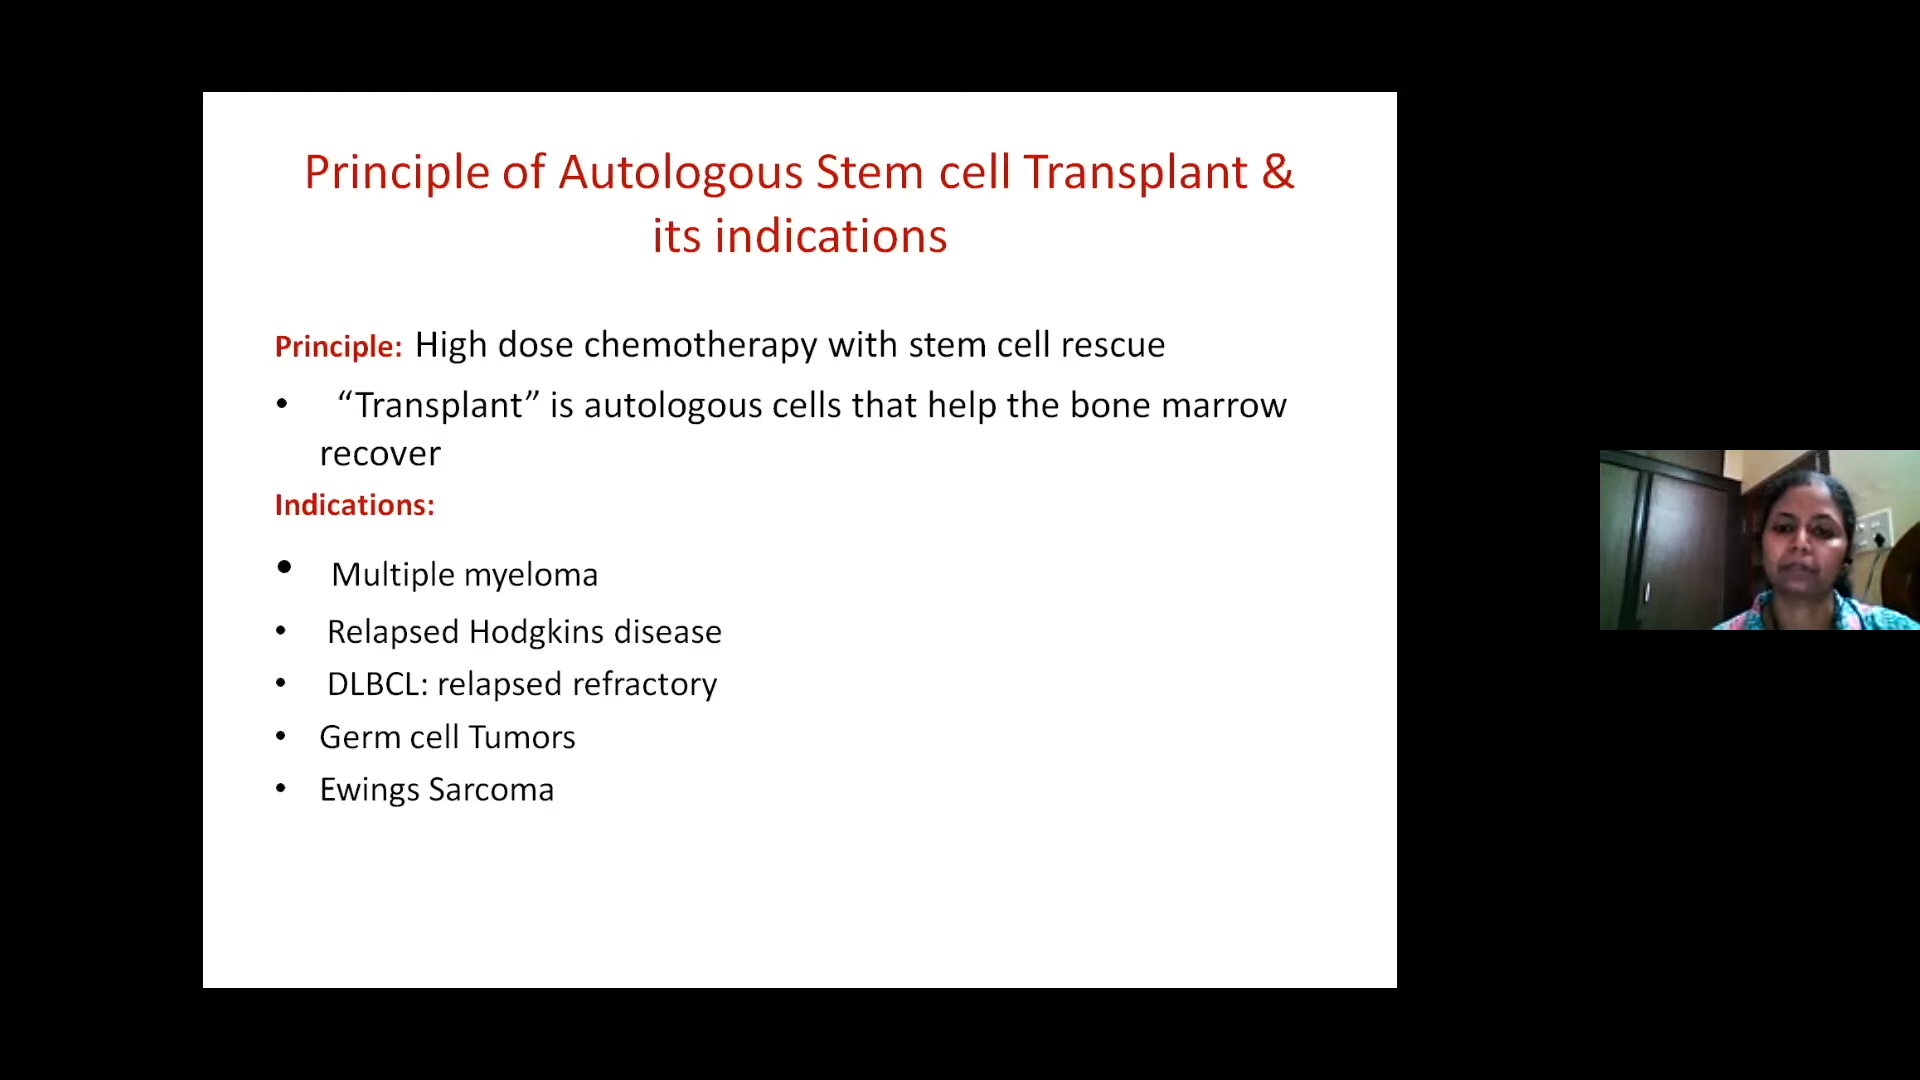 Principle of Autologous Stem cell Transplant &
its indications
Principle: High dose chemotherapy with stem cell rescue
• “Transplant” is autologous cells that help the bone marrow
recover
Indications:
• Multiple myeloma
• Relapsed Hodgkins disease
• DLBCL: relapsed refractory
• Germ cell Tumors
• Ewings Sarcoma